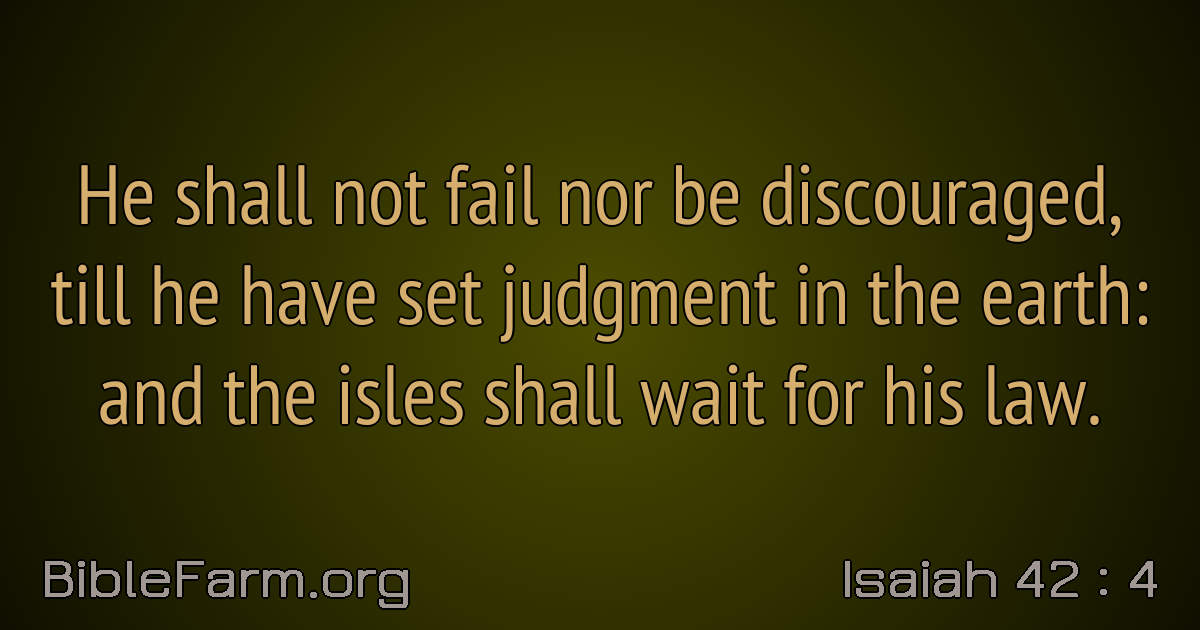 He shall not fail nor be discouraged,
till he have set judgment in the earth:
and the isles shall wait for his law.
BibleFarm.org
Isaiah 42 : 4